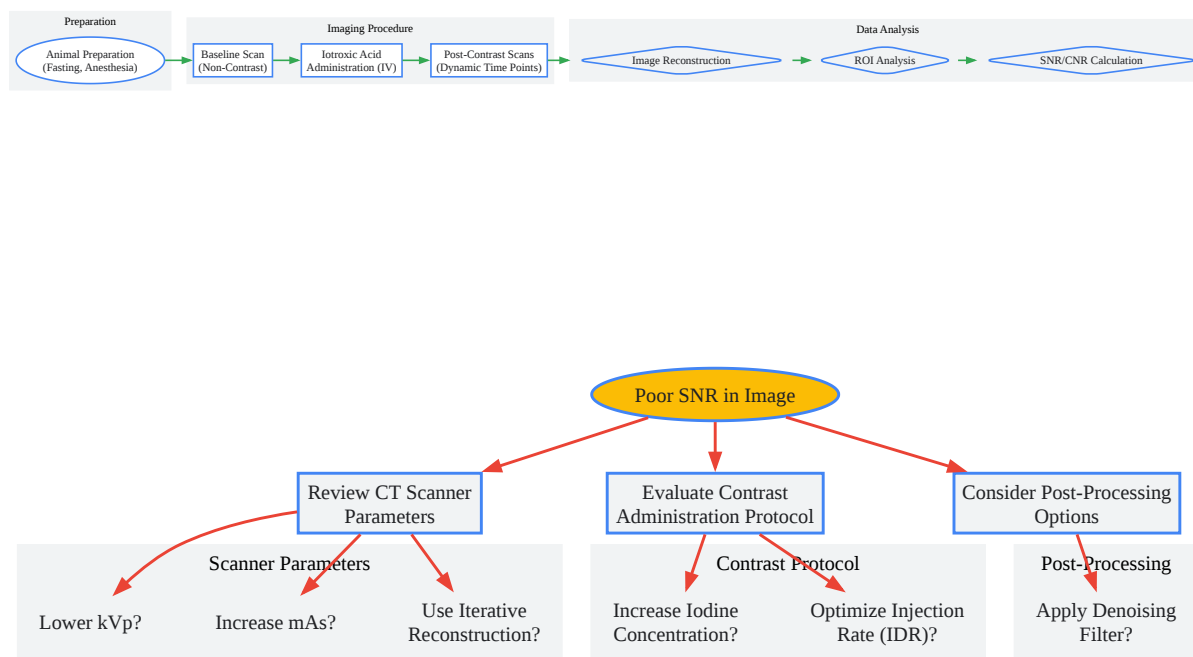 Preparation
Imaging Procedure
Data Analysis
Animal Preparation
(Fasting, Anesthesia)
Baseline Scan
(Non-Contrast)
Iotroxic Acid
Administration (IV)
Post-Contrast Scans
(Dynamic Time Points)
Image Reconstruction
ROI Analysis
SNR/CNR Calculation
Poor SNR in Image
Review CT Scanner
Parameters
Evaluate Contrast
Administration Protocol
Consider Post-Processing
Options
Scanner Parameters
Contrast Protocol
Post-Processing
Lower kVp?
Increase mAs?
Use Iterative
Reconstruction?
Increase Iodine
Concentration?
Optimize Injection
Rate (IDR)?
Apply Denoising
Filter?